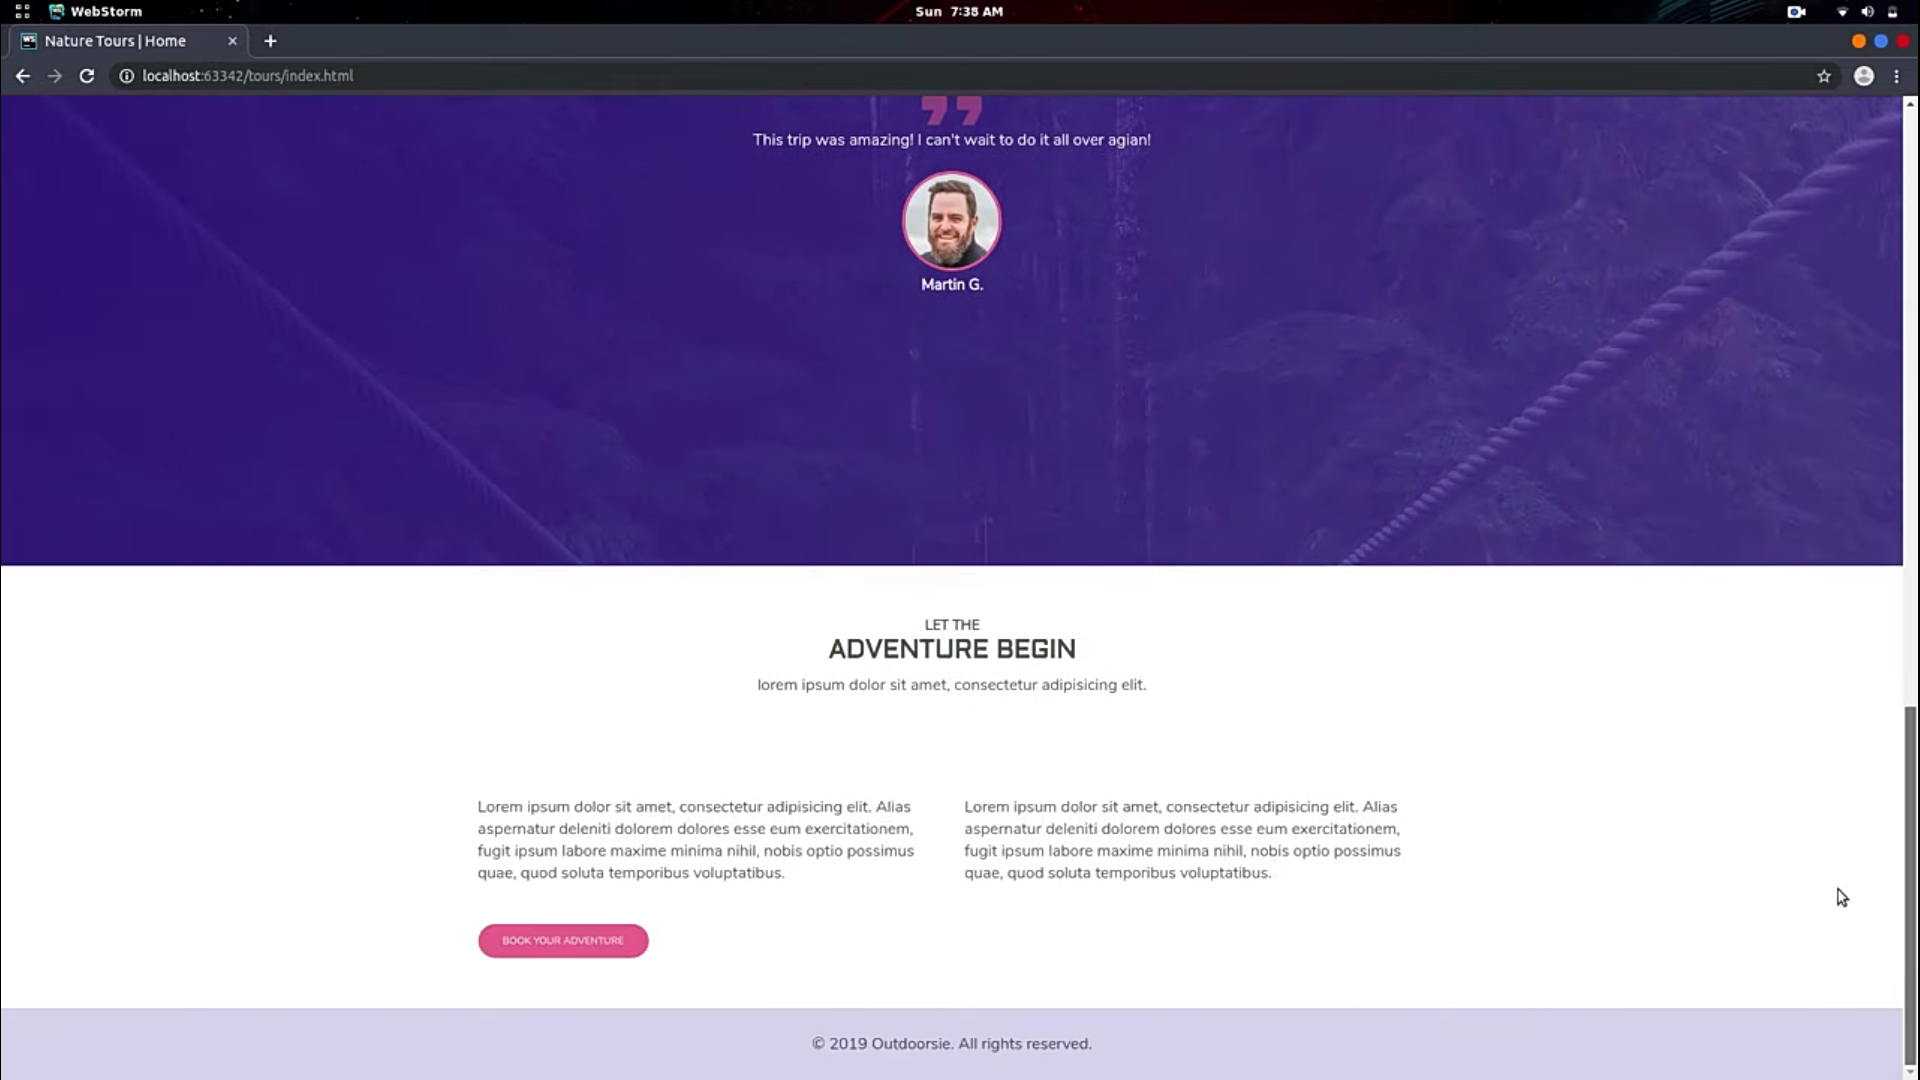 WebStorm
Sun 7:38 AM
WS
Nature Tours | Home
localhost:63342/tours/index.html
”
This trip was amazing! I can't wait to do it all over agian!
Martin G.
LET THE
ADVENTURE BEGIN
lorem ipsum dolor sit amet, consectetur adipisicing elit.
Lorem ipsum dolor sit amet, consectetur adipisicing elit. Alias
aspernatur deleniti dolorem dolores esse eum exercitationem,
fugit ipsum labore maxime minima nihil, nobis optio possimus
quae, quod soluta temporibus voluptatibus.
Lorem ipsum dolor sit amet, consectetur adipisicing elit. Alias
aspernatur deleniti dolorem dolores esse eum exercitationem,
fugit ipsum labore maxime minima nihil, nobis optio possimus
quae, quod soluta temporibus voluptatibus.
BOOK YOUR ADVENTURE
© 2019 Outdoorsie. All rights reserved.